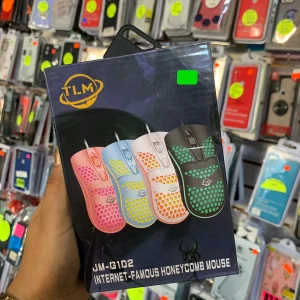 TLM
JM-G102
INTERNET-FAMOUS HONEYCOMB MOUSE